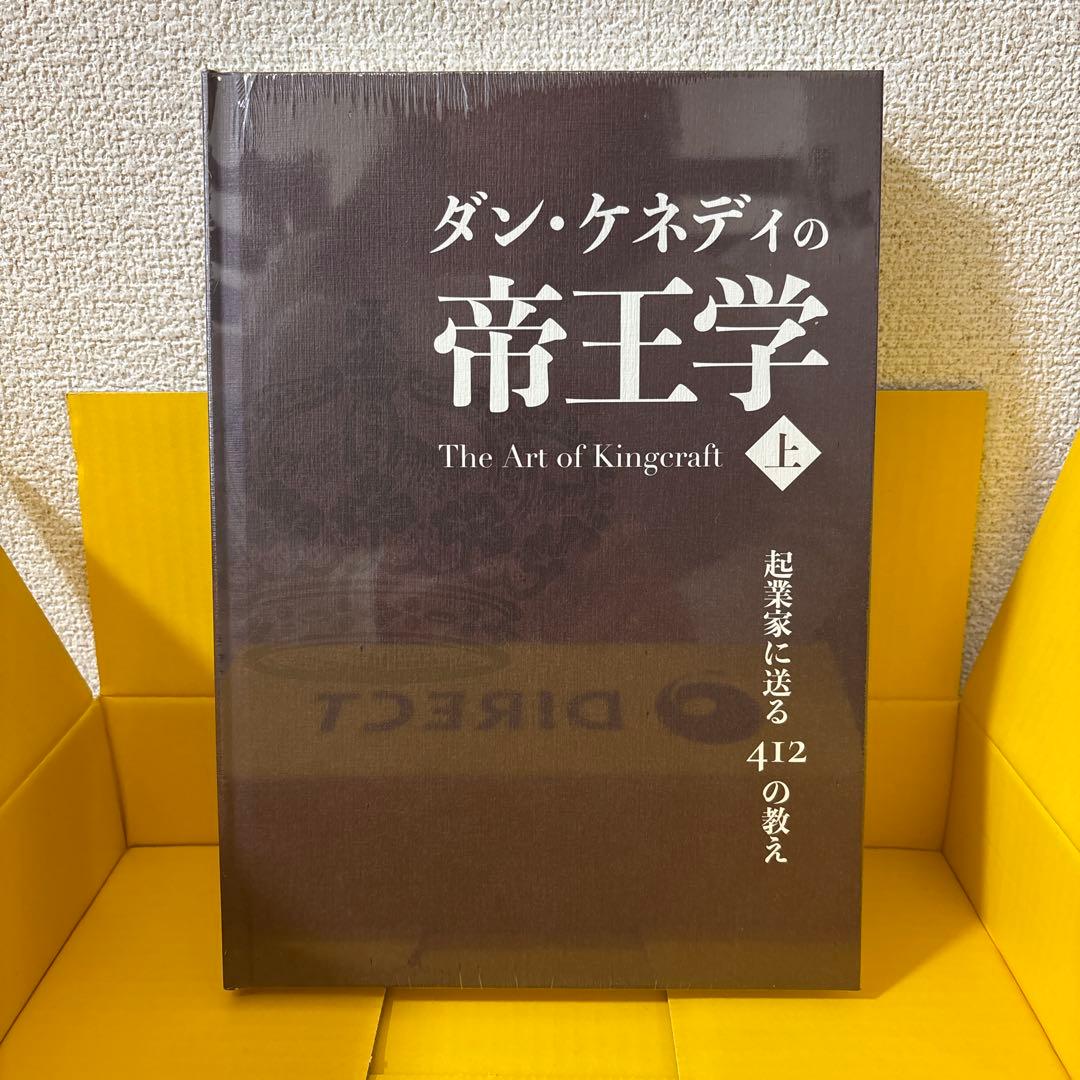 ダン・ケネディの
帝王学
The Art of Kingcraft 上
起業家に送る412の教え
DIRECT